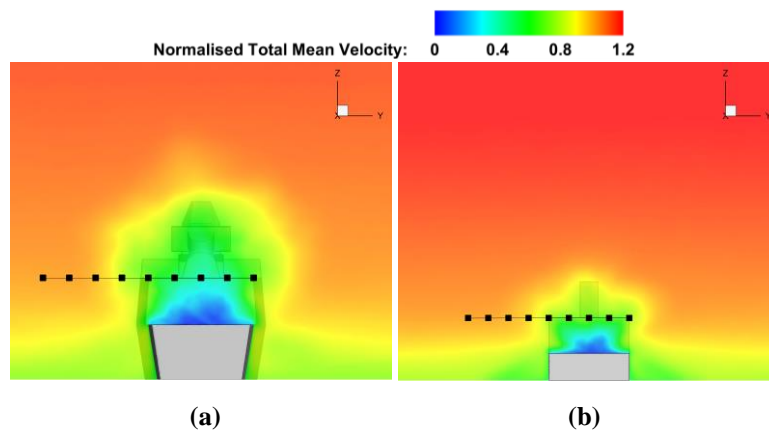 Normalised Total Mean Velocity: 0 0.4 0.8 1.2
Z
X Y
Z
X Y
(a) (b)